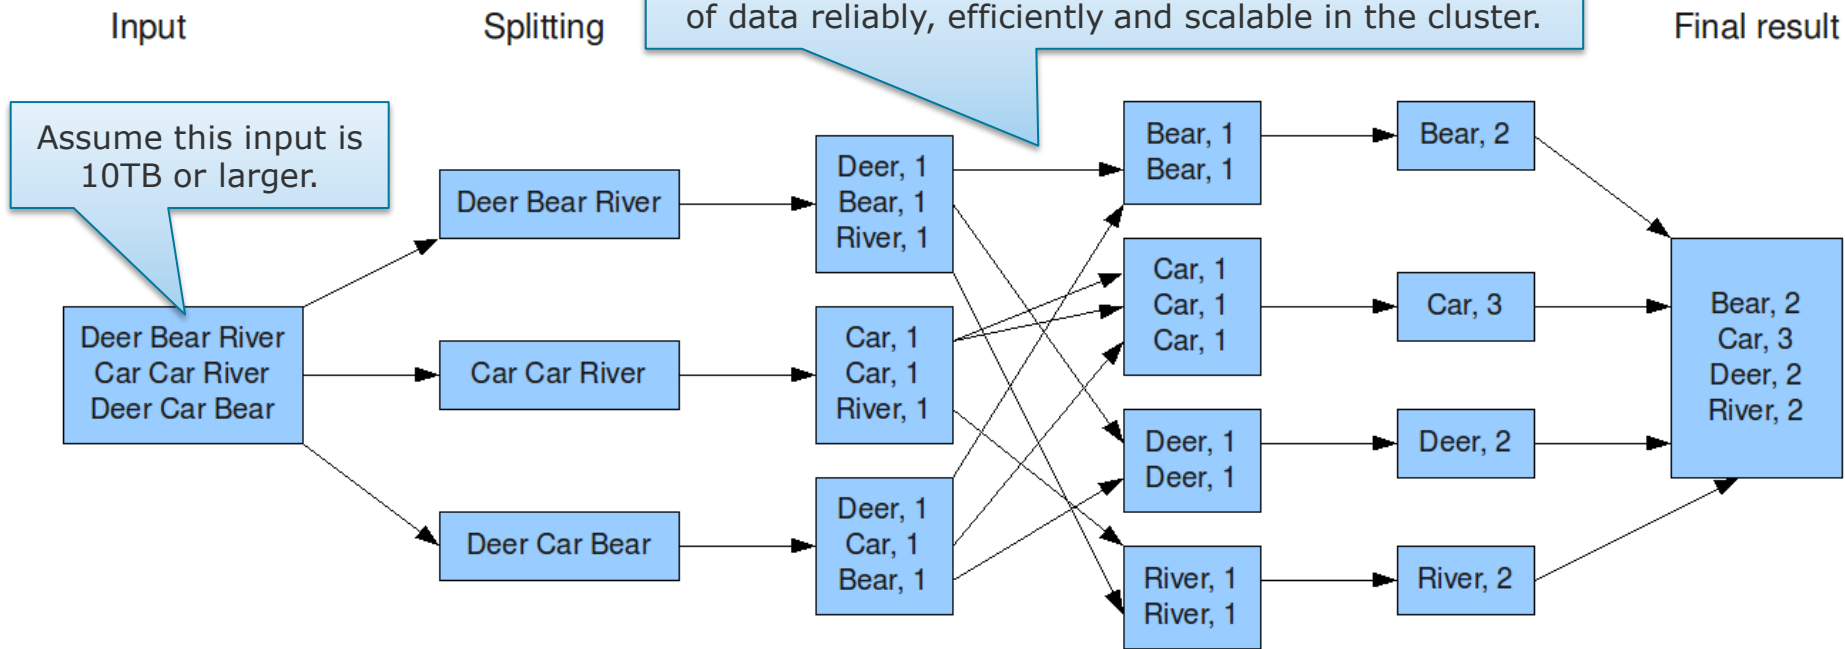 Input
Splitting
of data reliably, efficiently and scalable in the cluster.
Final result
Assume this input is
10TB or larger.
Deer Bear River
Car Car River
Deer Car Bear
Deer Bear River
Car Car River
Deer Car Bear
Deer, 1
Bear, 1
River, 1
Car, 1
Car, 1
River, 1
Deer, 1
Car, 1
Bear, 1
Bear, 1
Bear, 1
Car, 1
Car, 1
Car, 1
Deer, 1
Deer, 1
River, 1
River, 1
Bear, 2
Car, 3
Deer, 2
River, 2
Bear, 2
Car, 3
Deer, 2
River, 2